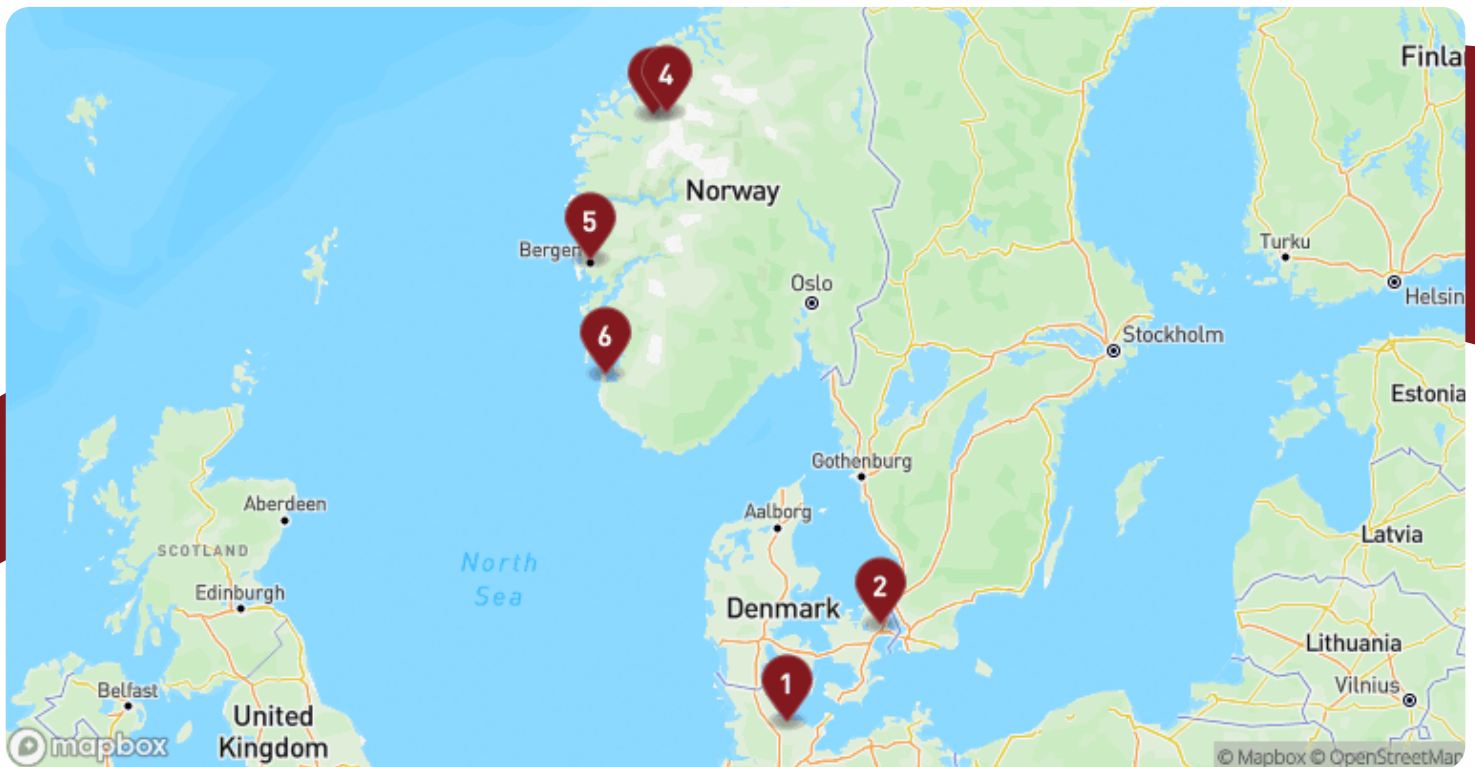 Finla
4
Norway
5
Bergen
Turku
Oslo
Helsin
6
Stockholm
Estonia
Gothenburg
Aberdeen
Aalborg
SCOTLAND
Latvia
North
Sea
Edinburgh
2
Denmark
Lithuania
1
Vilnius
Belfast
United
Kingdom
mapbox
© Mapbox © OpenStreetMap